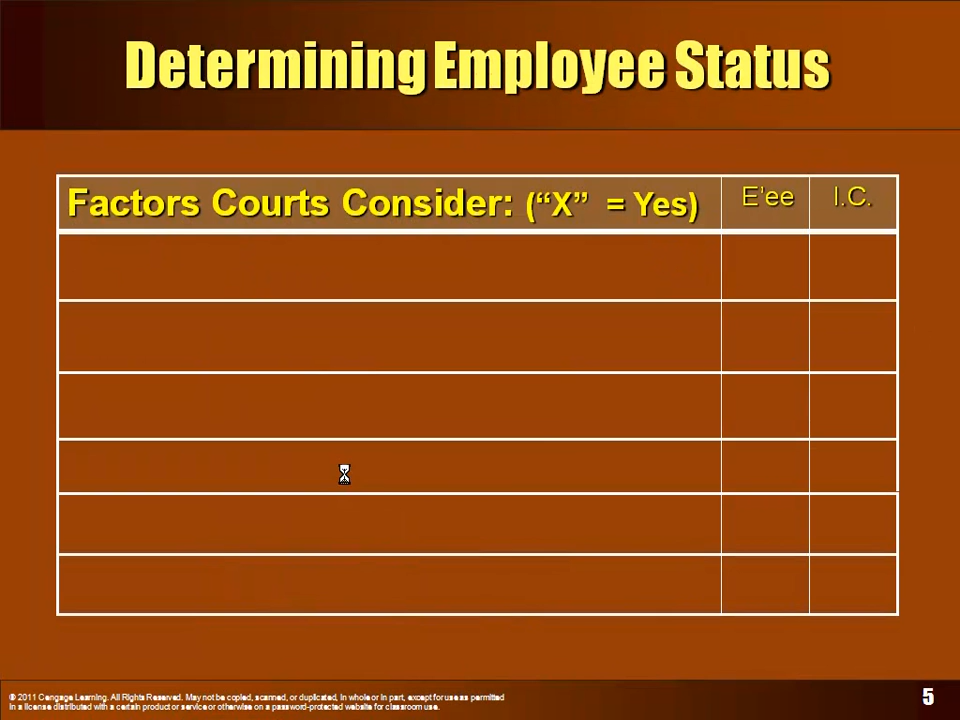 Determining Employee Status
Factors Courts Consider: (“X” = Yes) E’ee I.C.
© 2011 Cengage Learning. All Rights Reserved. May not be copied, scanned, or duplicated, in whole or in part, except for use as permitted
in a license distributed with a certain product or service or otherwise on a password-protected website for classroom use.
5